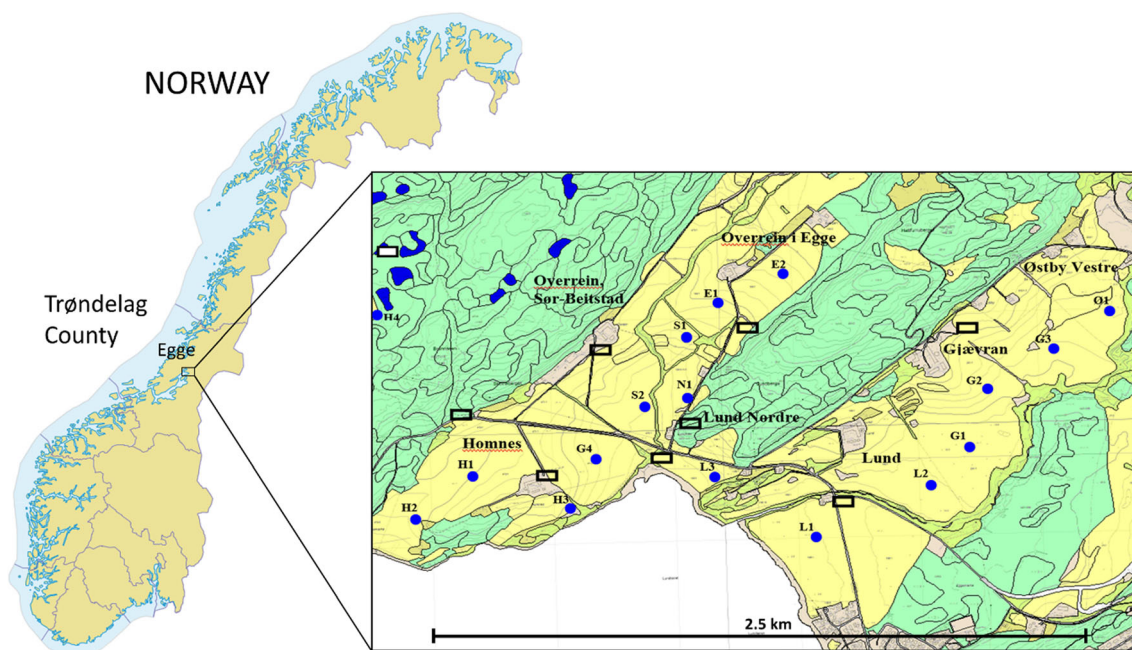 NORWAY
Trøndelag
County
Egge
Overrein i Egge
Østby Vestre
E2
Overrein,
Sør-Beitstad
E1
Ø1
H4
S1
G3
Gjævran
G2
N1
S2
Lund Nordre
Homnes
G1
G4
Lund
H1
L3
L2
H3
H2
L1
2.5 km